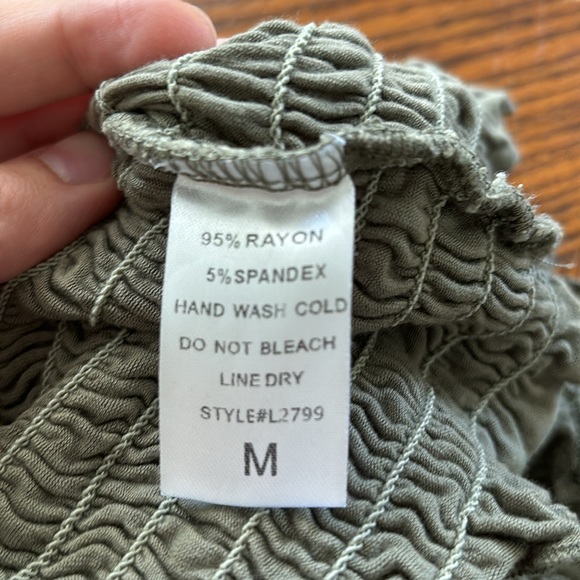 95% RAYON
5% SPANDEX
HAND WASH COLD
DO NOT BLEACH
LINE DRY
STYLE#L2799
M